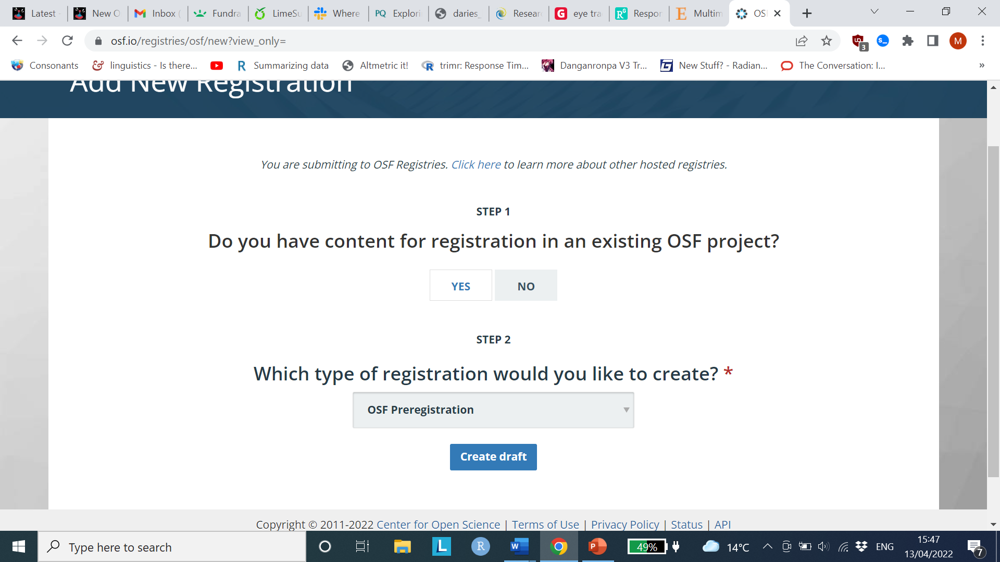 Latest
New O
Inbox (
Fundra
LimeSu
Where
PQ Explori
daries_
Resear
G eye tra
RG Respor
E Multim
OS
osf.io/registries/osf/new?view_only=
3
S_
M
Consonants
linguistics - Is there...
R Summarizing data
Altmetric it!
R trimr: Response Tim...
Danganronpa V3 Tr...
New Stuff? - Radian...
The Conversation: I...
»
Add New Registration
You are submitting to OSF Registries. Click here to learn more about other hosted registries.
STEP 1
Do you have content for registration in an existing OSF project?
YES
NO
STEP 2
Which type of registration would you like to create? *
OSF Preregistration
Create draft
Copyright © 2011-2022 Center for Open Science | Terms of Use | Privacy Policy | Status | API
Type here to search
L
R
W
P
49%
14°C
ENG
15:47
13/04/2022
7